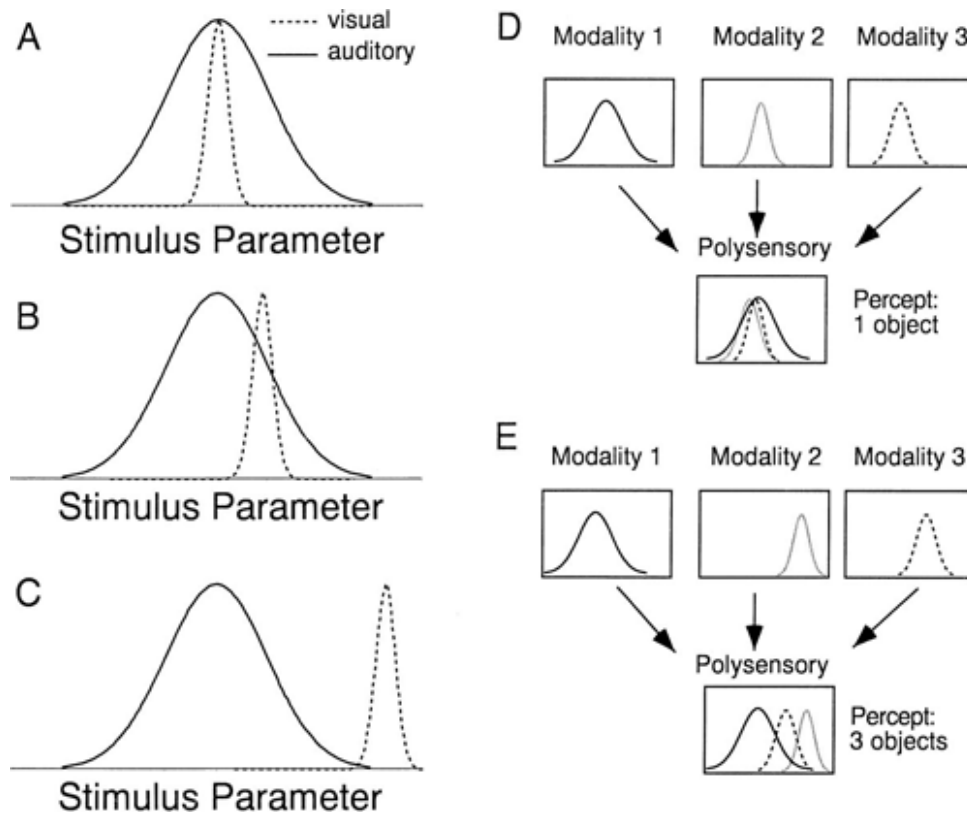 A
visual
auditory
Stimulus Parameter
B
Stimulus Parameter
C
Stimulus Parameter
D
Modality 1 Modality 2 Modality 3
Polysensory
Percept:
1 object
E
Modality 1 Modality 2 Modality 3
Polysensory
Percept:
3 objects